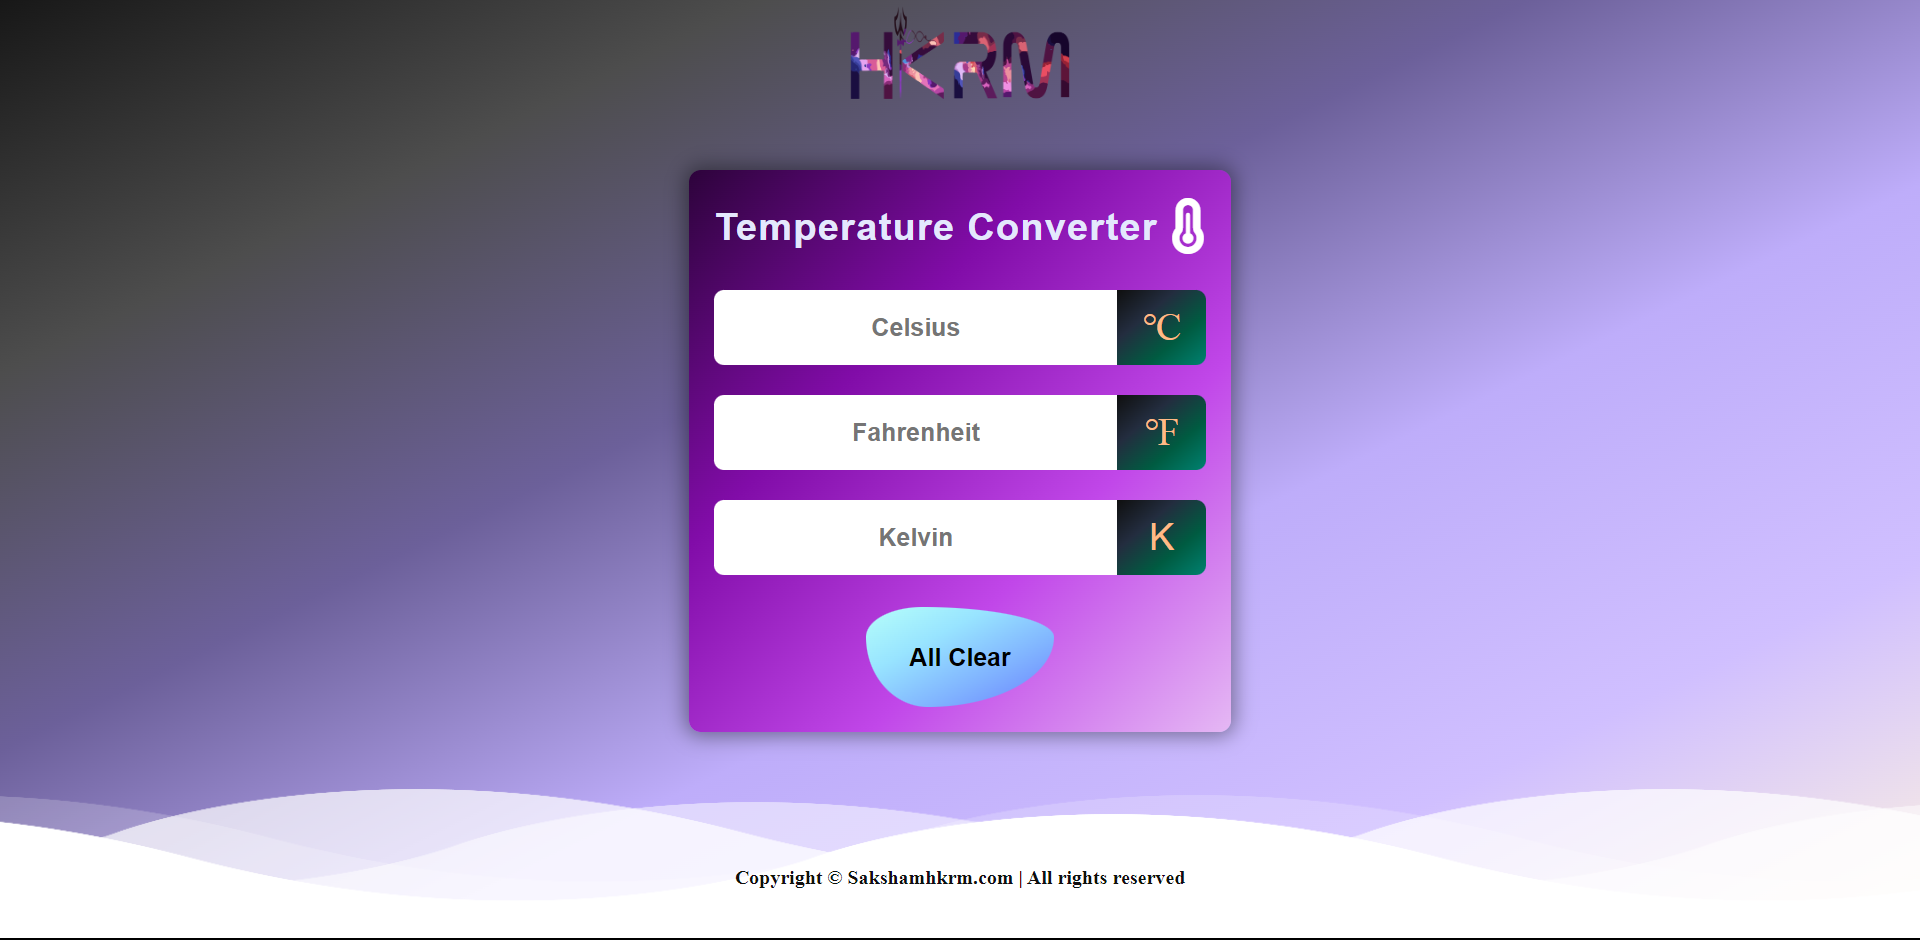 HKRM
Temperature Converter
Celsius
℃
Fahrenheit
℉
Kelvin
K
All Clear
Copyright © Sakshamhkrm.com | All rights reserved